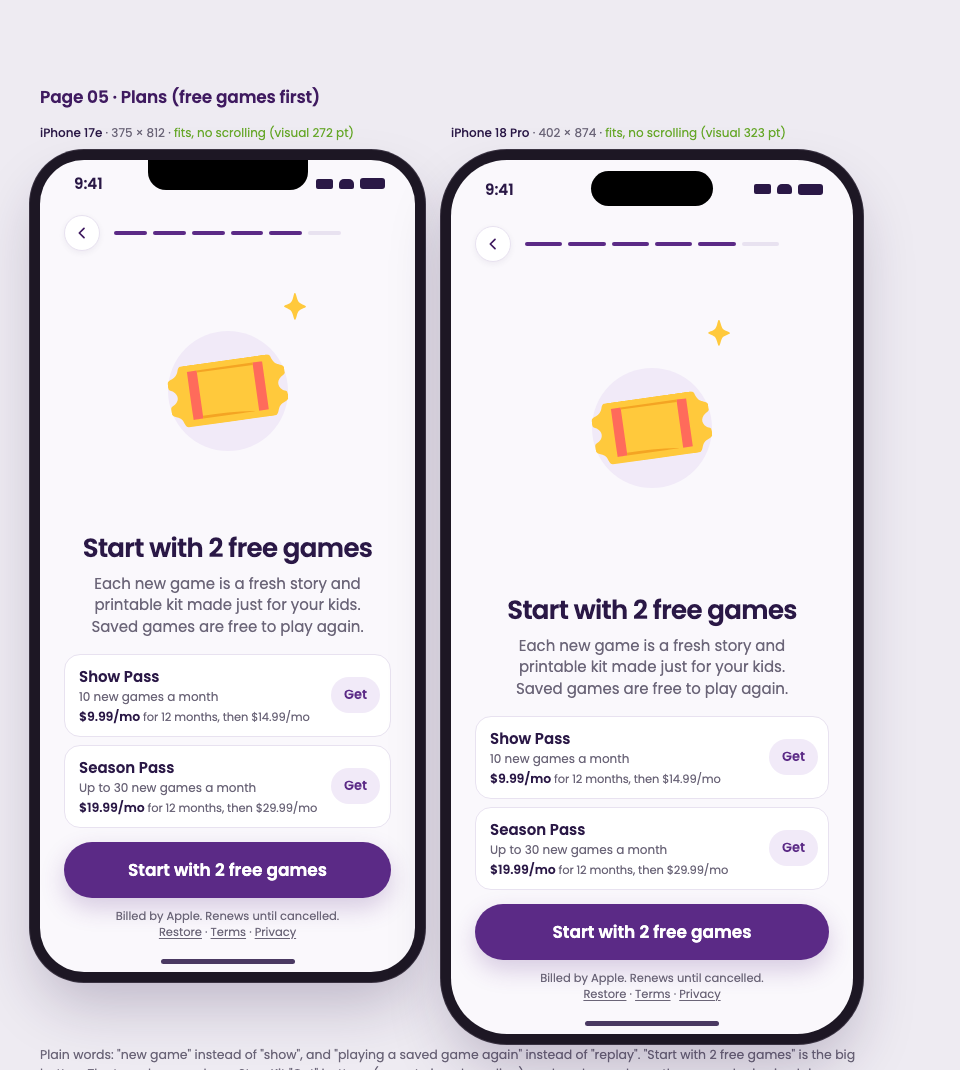 Page 05 · Plans (free games first)
iPhone 17e · 375 × 812 · fits, no scrolling (visual 272 pt)
9:41
Start with 2 free games
Each new game is a fresh story and
printable kit made just for your kids.
Saved games are free to play again.
Show Pass
10 new games a month
$9.99/mo for 12 months, then $14.99/mo
Get
Season Pass
Up to 30 new games a month
$19.99/mo for 12 months, then $29.99/mo
Get
Start with 2 free games
Billed by Apple. Renews until cancelled.
Restore · Terms · Privacy
iPhone 18 Pro · 402 × 874 · fits, no scrolling (visual 323 pt)
9:41
Start with 2 free games
Each new game is a fresh story and
printable kit made just for your kids.
Saved games are free to play again.
Show Pass
10 new games a month
$9.99/mo for 12 months, then $14.99/mo
Get
Season Pass
Up to 30 new games a month
$19.99/mo for 12 months, then $29.99/mo
Get
Start with 2 free games
Billed by Apple. Renews until cancelled.
Restore · Terms · Privacy
Plain words: "new game" instead of "show", and "playing a saved game again" instead of "replay". "Start with 2 free games" is the big